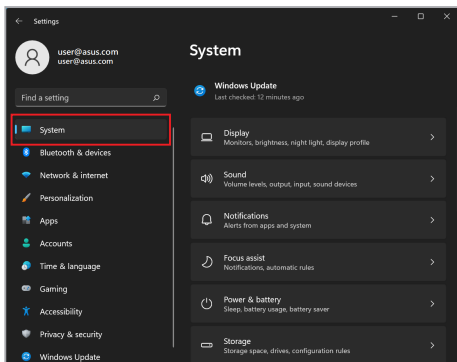 Settings
user@asus.com
user@asus.com
Find a setting
System
Bluetooth & devices
Network & internet
Personalization
Apps
Accounts
Time & language
Gaming
Accessibility
Privacy & security
Windows Update
System
Windows Update
Last checked: 12 minutes ago
Display
Monitors, brightness, night light, display profile
Sound
Volume levels, output, input, sound devices
Notifications
Alerts from apps and system
Focus assist
Notifications, automatic rules
Power & battery
Sleep, battery usage, battery saver
Storage
Storage space, drives, configuration rules